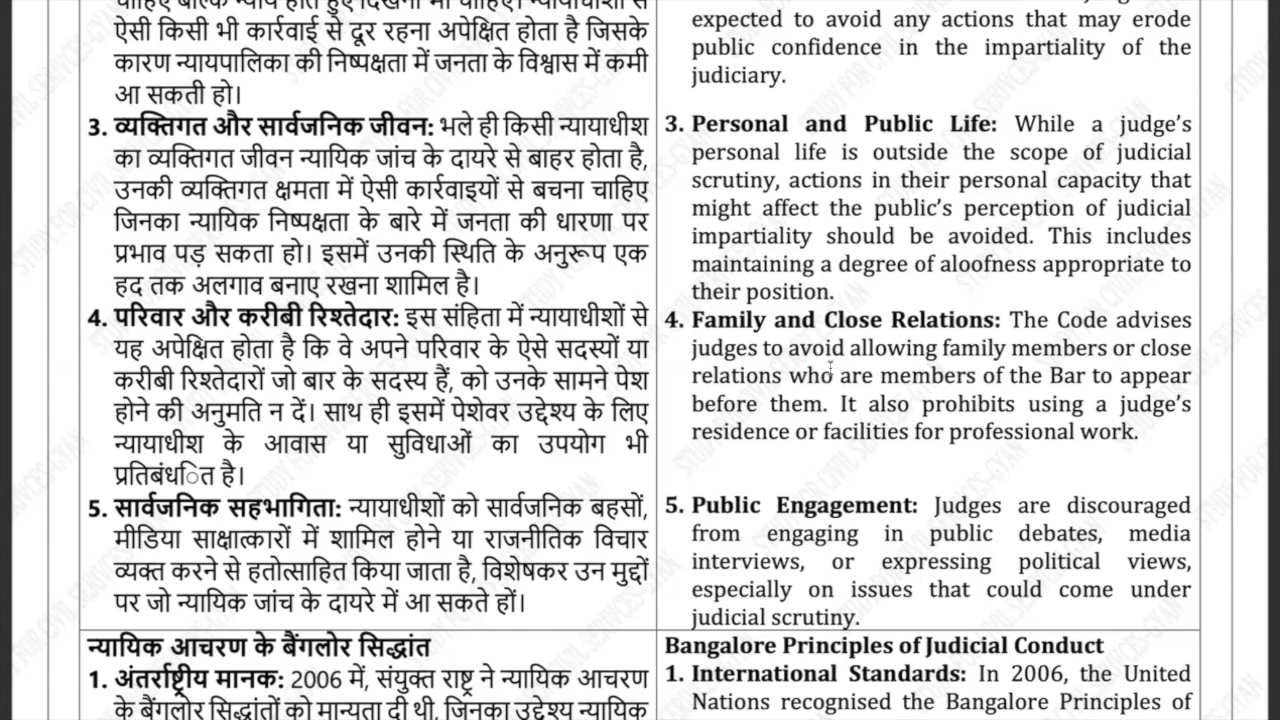 चाहिए बल्कि न्याय होते हुए दिखना भी चाहिए। न्यायाधीशों से
ऐसी किसी भी कार्रवाई से दूर रहना अपेक्षित होता है जिसके
कारण न्यायपालिका की निष्पक्षता में जनता के विश्वास में कमी
आ सकती हो।
3. व्यक्तिगत और सार्वजनिक जीवन: भले ही किसी न्यायाधीश
का व्यक्तिगत जीवन न्यायिक जांच के दायरे से बाहर होता है,
उनकी व्यक्तिगत क्षमता में ऐसी कार्रवाइयों से बचना चाहिए
जिनका न्यायिक निष्पक्षता के बारे में जनता की धारणा पर
प्रभाव पड़ सकता हो। इसमें उनकी स्थिति के अनुरूप एक
हद तक अलगाव बनाए रखना शामिल है।
4. परिवार और करीबी रिश्तेदार: इस संहिता में न्यायाधीशों से
यह अपेक्षित होता है कि वे अपने परिवार के ऐसे सदस्यों या
करीबी रिश्तेदारों जो बार के सदस्य हैं, को उनके सामने पेश
होने की अनुमति न दें। साथ ही इसमें पेशेवर उद्देश्य के लिए
न्यायाधीश के आवास या सुविधाओं का उपयोग भी
प्रतिबंधिित है।
5. सार्वजनिक सहभागिता: न्यायाधीशों को सार्वजनिक बहसों,
मीडिया साक्षात्कारों में शामिल होने या राजनीतिक विचार
व्यक्त करने से हतोत्साहित किया जाता है, विशेषकर उन मुद्दों
पर जो न्यायिक जांच के दायरे में आ सकते हों।
न्यायिक आचरण के बैंगलोर सिद्धांत
1. अंतर्राष्ट्रीय मानक: 2006 में, संयुक्त राष्ट्र ने न्यायिक आचरण
के बैंगलोर सिद्धांतों को मान्यता दी थी, जिनका उद्देश्य न्यायिक
expected to avoid any actions that may erode
public confidence in the impartiality of the
judiciary.
3. Personal and Public Life: While a judge’s
personal life is outside the scope of judicial
scrutiny, actions in their personal capacity that
might affect the public’s perception of judicial
impartiality should be avoided. This includes
maintaining a degree of aloofness appropriate to
their position.
4. Family and Close Relations: The Code advises
judges to avoid allowing family members or close
relations who are members of the Bar to appear
before them. It also prohibits using a judge’s
residence or facilities for professional work.
5. Public Engagement: Judges are discouraged
from engaging in public debates, media
interviews, or expressing political views,
especially on issues that could come under
judicial scrutiny.
Bangalore Principles of Judicial Conduct
1. International Standards: In 2006, the United
Nations recognised the Bangalore Principles of